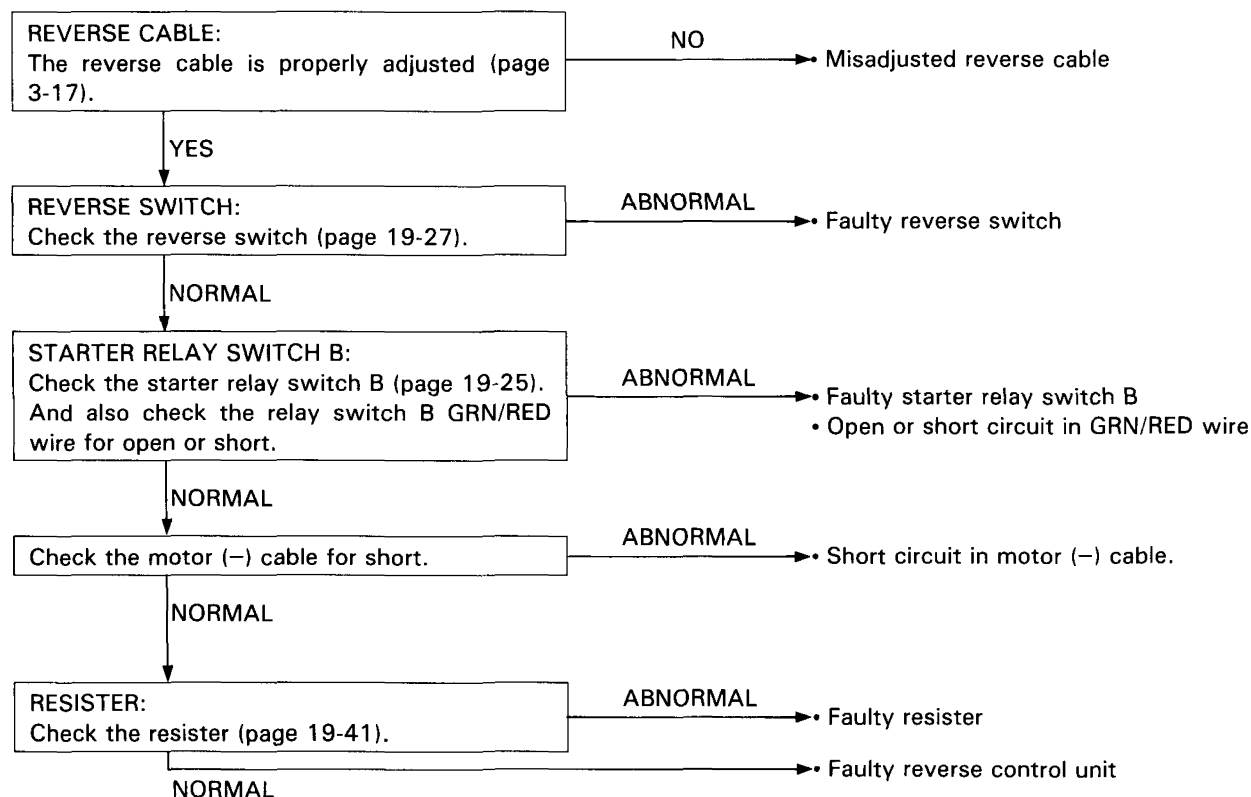 REVERSE CABLE:
The reverse cable is properly adjusted (page
3-17).
NO
• Misadjusted reverse cable
YES
REVERSE SWITCH:
Check the reverse switch (page 19-27).
ABNORMAL
• Faulty reverse switch
NORMAL
STARTER RELAY SWITCH B:
Check the starter relay switch B (page 19-25).
And also check the relay switch B GRN/RED
wire for open or short.
ABNORMAL
• Faulty starter relay switch B
• Open or short circuit in GRN/RED wire
NORMAL
Check the motor (–) cable for short.
ABNORMAL
• Short circuit in motor (–) cable.
NORMAL
RESISTER:
Check the resister (page 19-41).
ABNORMAL
• Faulty resister
NORMAL
• Faulty reverse control unit